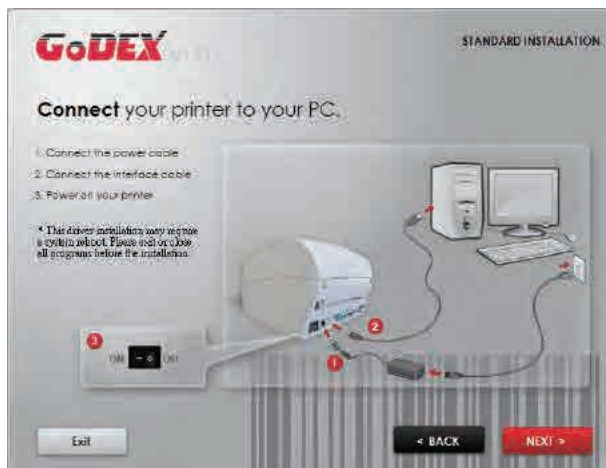 GoDEX
STANDARD INSTALLATION
Connect your printer to your PC.
1. Connect the power cable
2. Connect the interface cable
3. Power on your printer
* This driver installation may require
a system reboot. Please exit or close
all programs before the installation.
3
2
1
Exit
< BACK
NEXT >